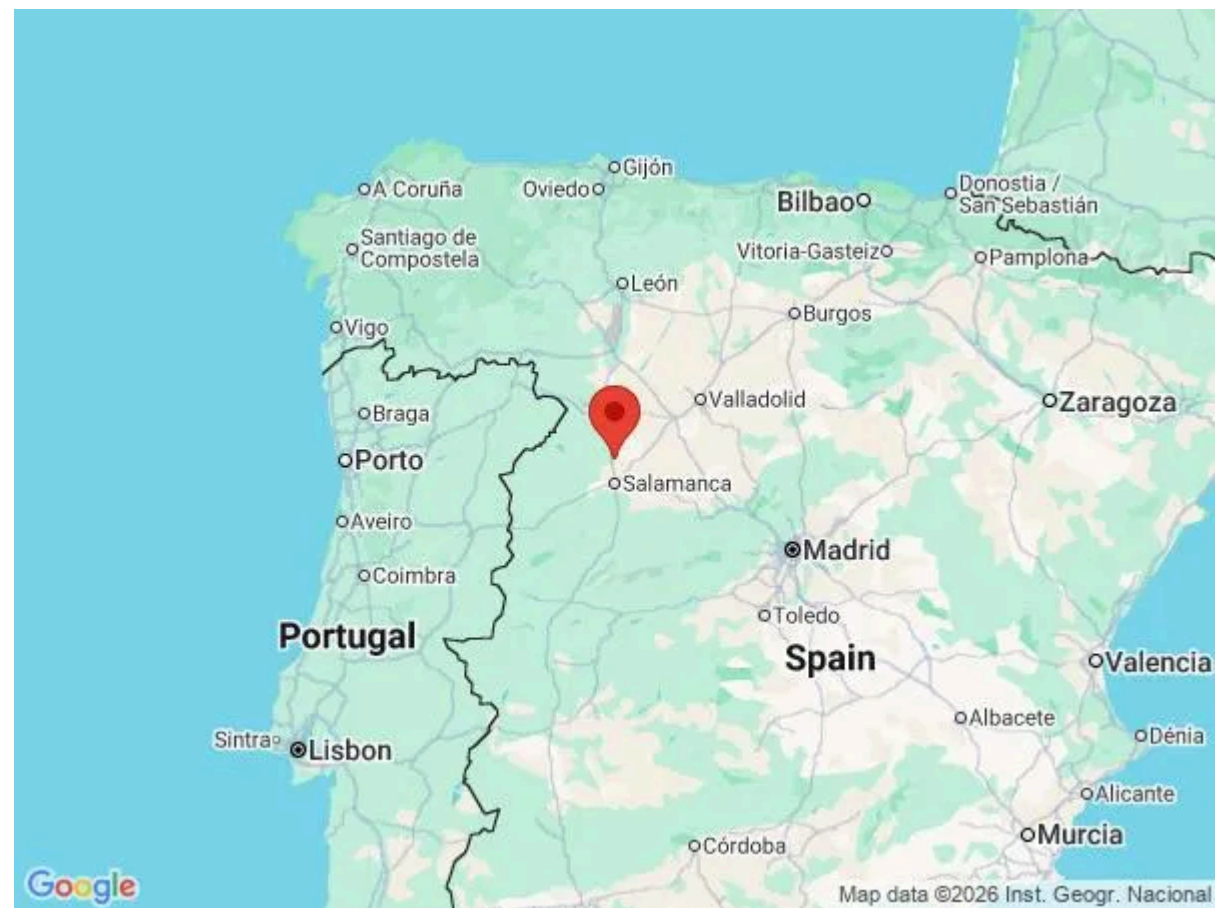 Gijón
A Coruña
Oviedo
Donostia /
San Sebastián
Bilbao
Santiago de
Compostela
Vitoria-Gasteiz
Pamplona
León
Burgos
Vigo
Valladolid
Zaragoza
Braga
Porto
Salamanca
Aveiro
Madrid
Coimbra
Toledo
Portugal
Spain
Valencia
Albacete
Sintra
Lisbon
Dénia
Alicante
Murcia
Córdoba
Google
Map data ©2026 Inst. Geogr. Nacional